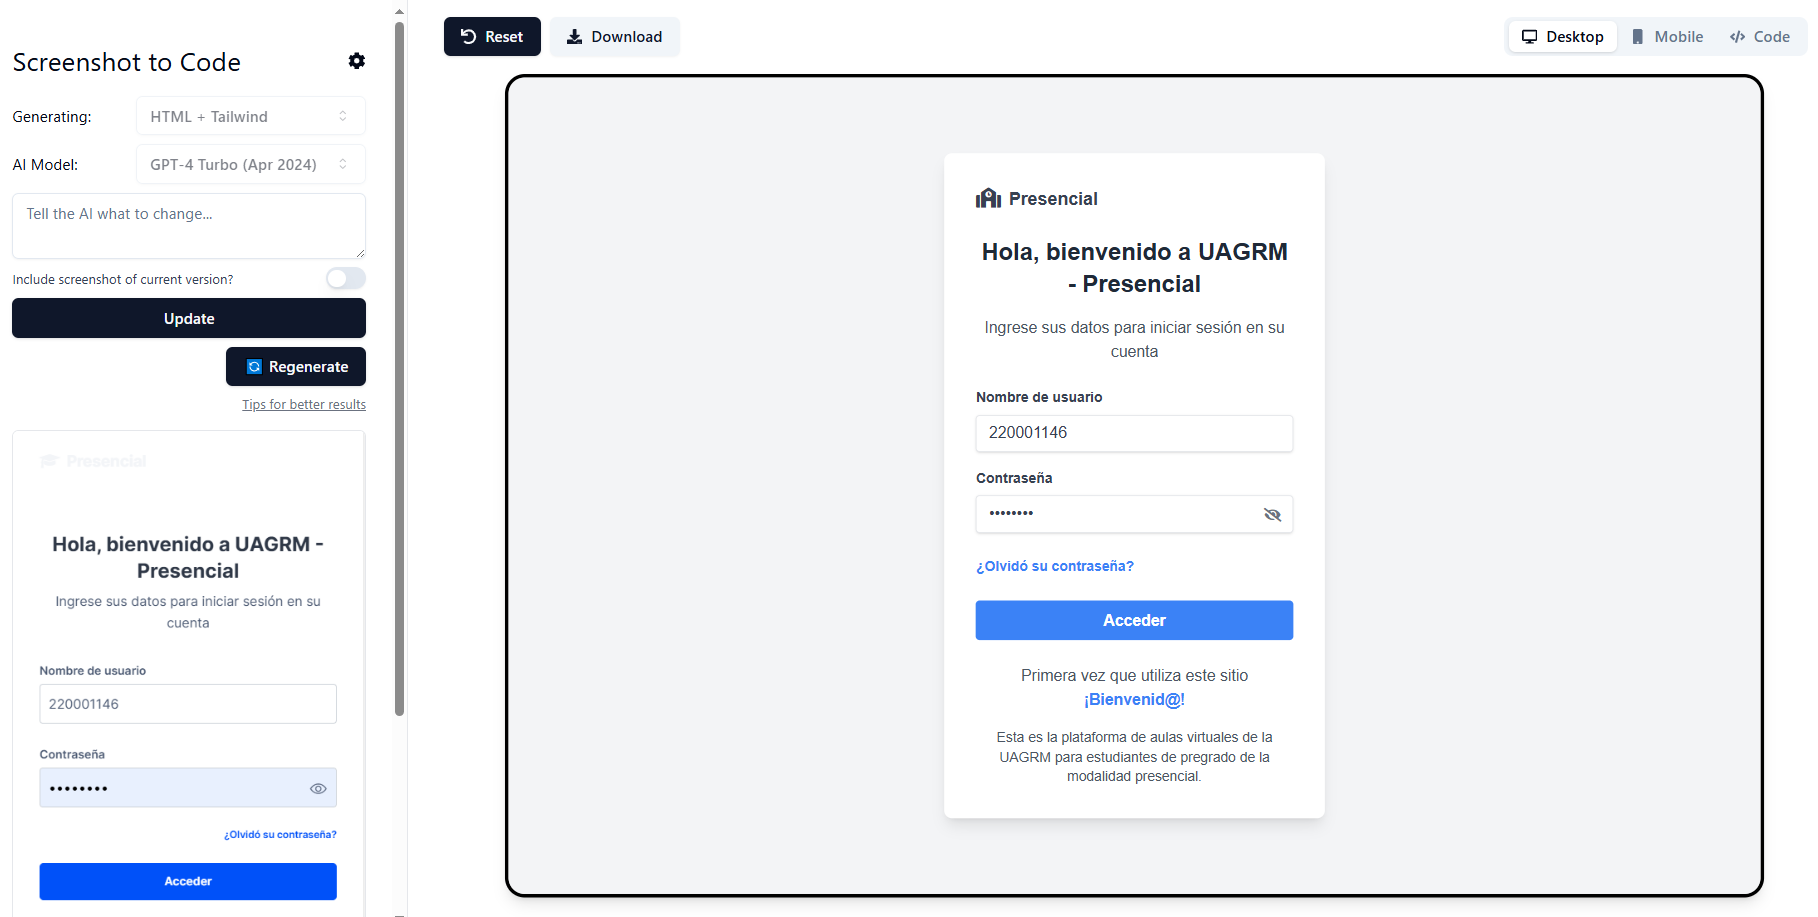 Screenshot to Code
Generating:
HTML + Tailwind
AI Model:
GPT-4 Turbo (Apr 2024)
Tell the AI what to change...
Include screenshot of current version?
Update
Regenerate
Tips for better results
Presencial
Hola, bienvenido a UAGRM -
Presencial
Ingrese sus datos para iniciar sesión en su
cuenta
Nombre de usuario
220001146
Contraseña
••••••••
¿Olvidó su contraseña?
Acceder
Reset
Download
Desktop
Mobile
</> Code
Presencial
Hola, bienvenido a UAGRM
- Presencial
Ingrese sus datos para iniciar sesión en su
cuenta
Nombre de usuario
220001146
Contraseña
••••••••
¿Olvidó su contraseña?
Acceder
Primera vez que utiliza este sitio
¡Bienvenid@!
Esta es la plataforma de aulas virtuales de la
UAGRM para estudiantes de pregrado de la
modalidad presencial.